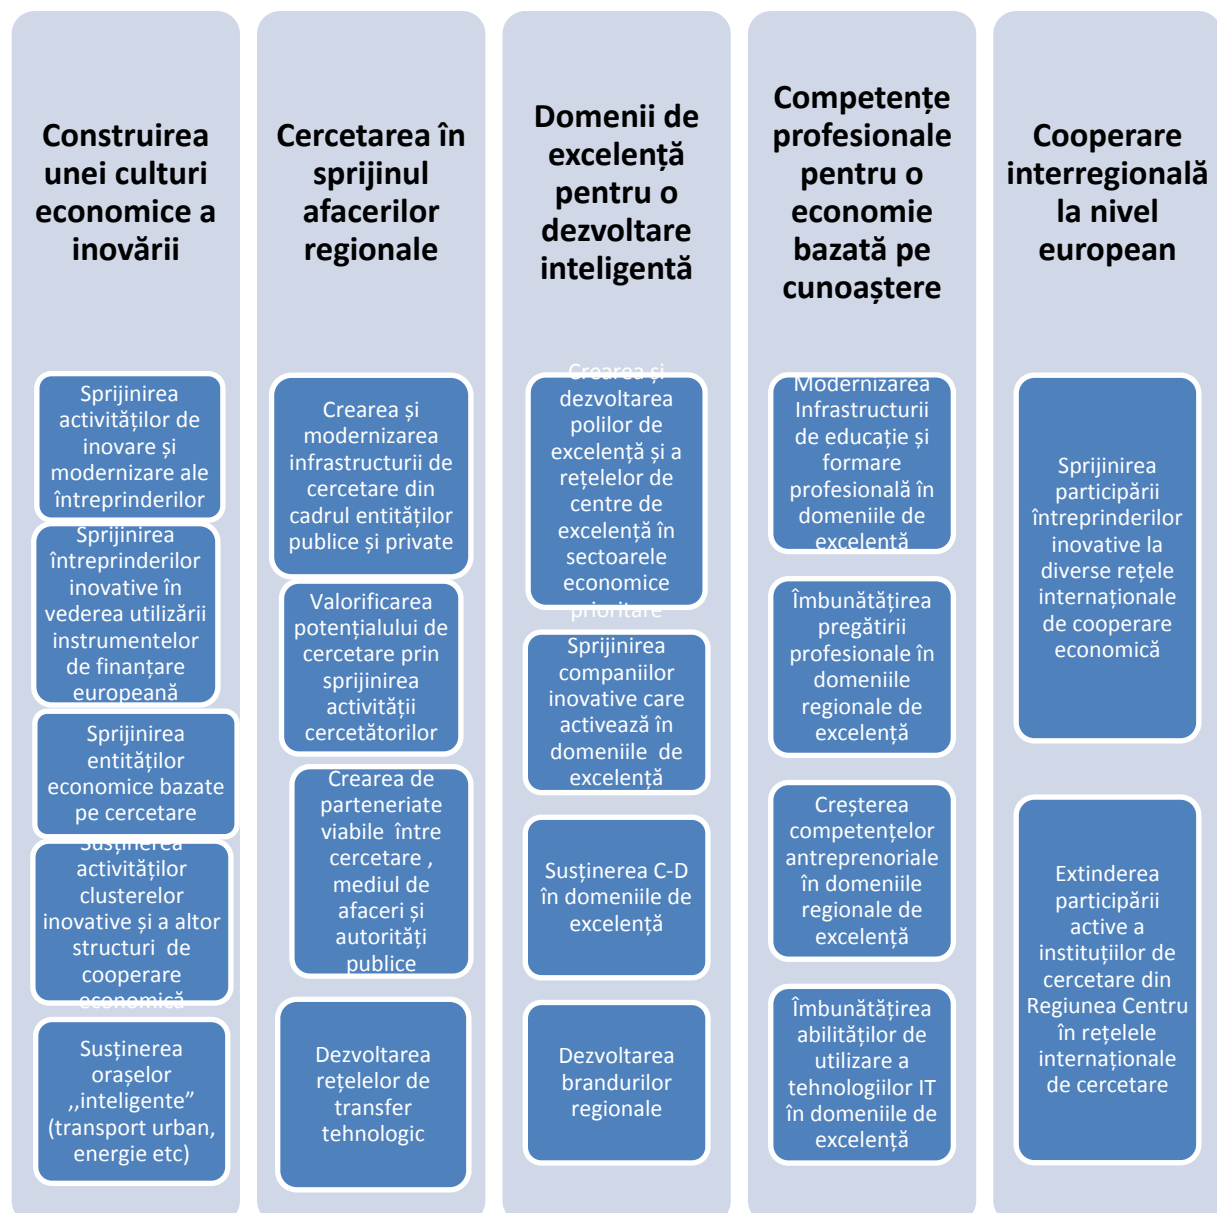 Construirea
unei culturi
economice a
inovării
Sprijinirea
activităților de
inovare și
modernizare ale
întreprinderilor
Sprijinirea
întreprinderilor
inovative în
vederea utilizării
instrumentelor
de finanțare
europeană
Sprijinirea
entităților
economice bazate
pe cercetare
Susținerea
activităților
clusterelor
inovative și a altor
structuri  de
cooperare
economică
Susținerea
orașelor
,,inteligente”
(transport urban,
energie etc)
Cercetarea în
sprijinul
afacerilor
regionale
Crearea și
modernizarea
infrastructurii de
cercetare din
cadrul entităților
publice și private
Valorificarea
potențialului de
cercetare prin
sprijinirea
activității
cercetătorilor
Crearea de
parteneriate
viabile  între
cercetare ,
mediul de
afaceri și
autorități
publice
Dezvoltarea
rețelelor de
transfer
tehnologic
Domenii de
excelență
pentru o
dezvoltare
inteligentă
Crearea și
dezvoltarea
polilor de
excelență și a
rețelelor de
centre de
excelență în
sectoarele
economice
prioritare
Sprijinirea
companiilor
inovative care
activează în
domeniile  de
excelență
Susținerea C-D
în domeniile de
excelență
Dezvoltarea
brandurilor
regionale
Competențe
profesionale
pentru o
economie
bazată pe
cunoaștere
Modernizarea
Infrastructurii
de educație și
formare
profesională în
domeniile de
excelență
Îmbunătățirea
pregătirii
profesionale în
domeniile
regionale de
excelență
Creșterea
competențelor
antreprenoriale
în domeniile
regionale de
excelență
Îmbunătățirea
abilităților de
utilizare a
tehnologiilor IT
în domeniile de
excelență
Cooperare
interregională
la nivel
european
Sprijinirea
participării
întreprinderilor
inovative la
diverse rețele
internaționale
de cooperare
economică
Extinderea
participării
active a
instituțiilor de
cercetare din
Regiunea Centru
în rețelele
internaționale
de cercetare